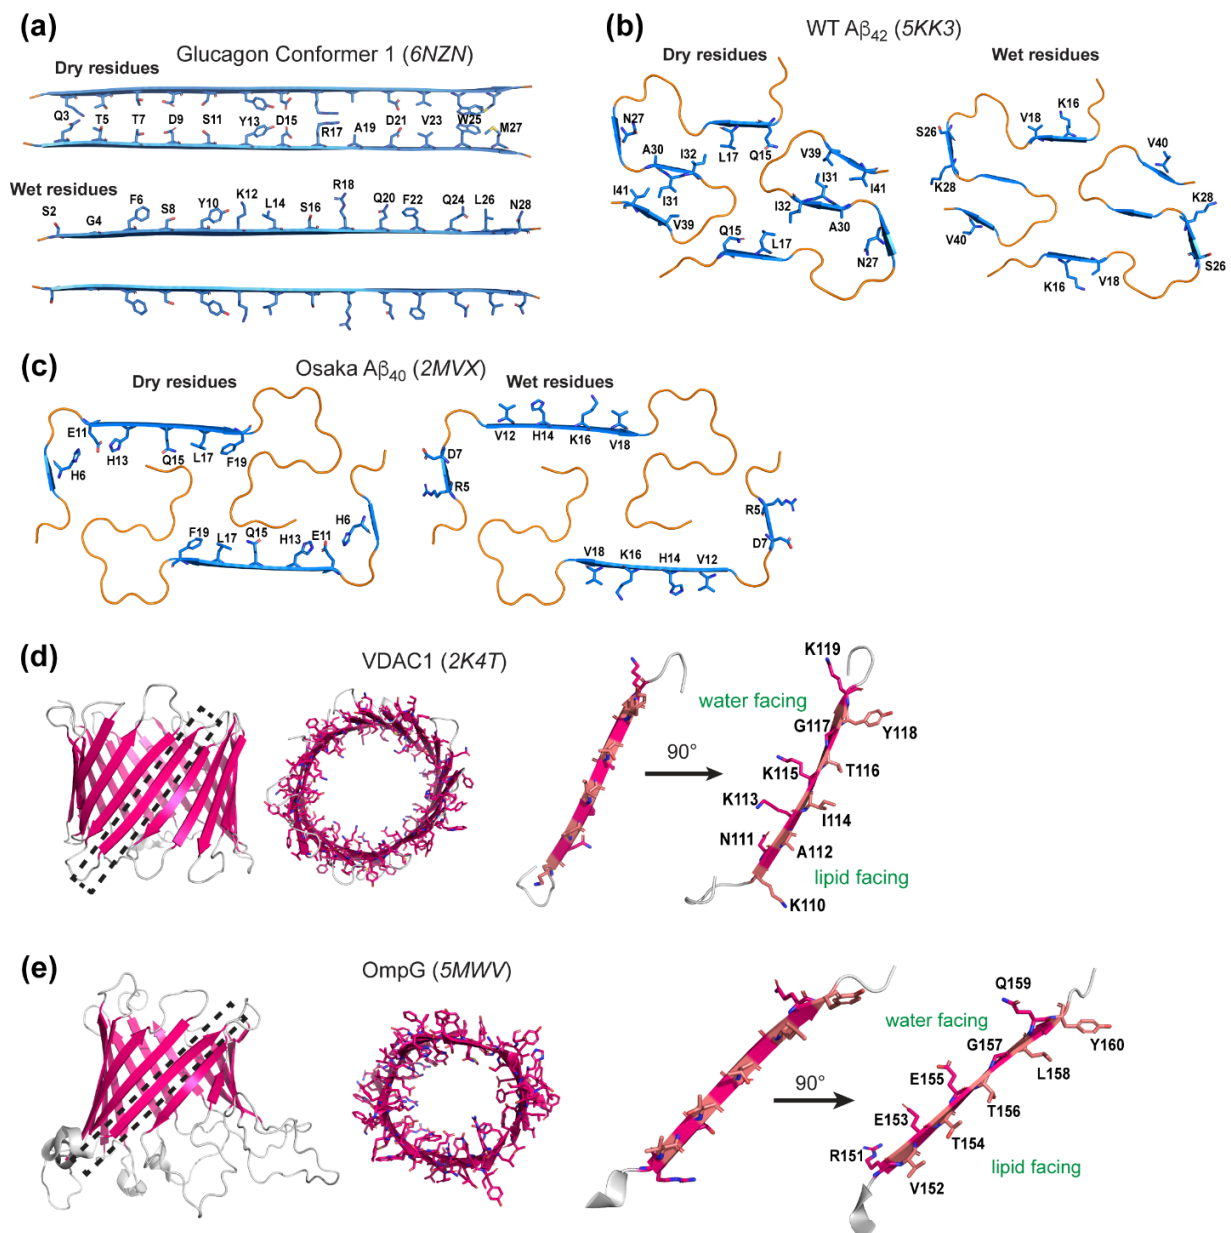 (a)
Glucagon Conformer 1 (6NZN)
Dry residues
Q3 T5 T7 D9 S11 Y13 D15 R17 A19 D21 V23 W25 M27
Wet residues
S2 G4 F6 S8 Y10 K12 L14 S16 R18 Q20 F22 Q24 L26 N28
(b)
WT Aβ42 (5KK3)
Dry residues
N27 A30 I32 L17 Q15 V39 I41
I41 I31 V39 I31 I32 A30
Q15 L17 N27
Wet residues
S26 V18 K16 V40
K28 K28
V40 S26
K16 V18
(c)
Osaka Aβ40 (2MVX)
Dry residues
E11 H13 Q15 L17 F19
H6
F19 L17 Q15 H13 E11 H6
Wet residues
V12 H14 K16 V18
D7
R5
R5
D7
V18 K16 H14 V12
(d)
VDAC1 (2K4T)
90°
water facing
K119
G117
Y118
T116
K115
K113
I114
N111
A112
lipid facing
K110
(e)
OmpG (5MWV)
90°
water facing
Q159
Y160
G157
L158
E155
T156
E153
T154
R151
lipid facing
V152